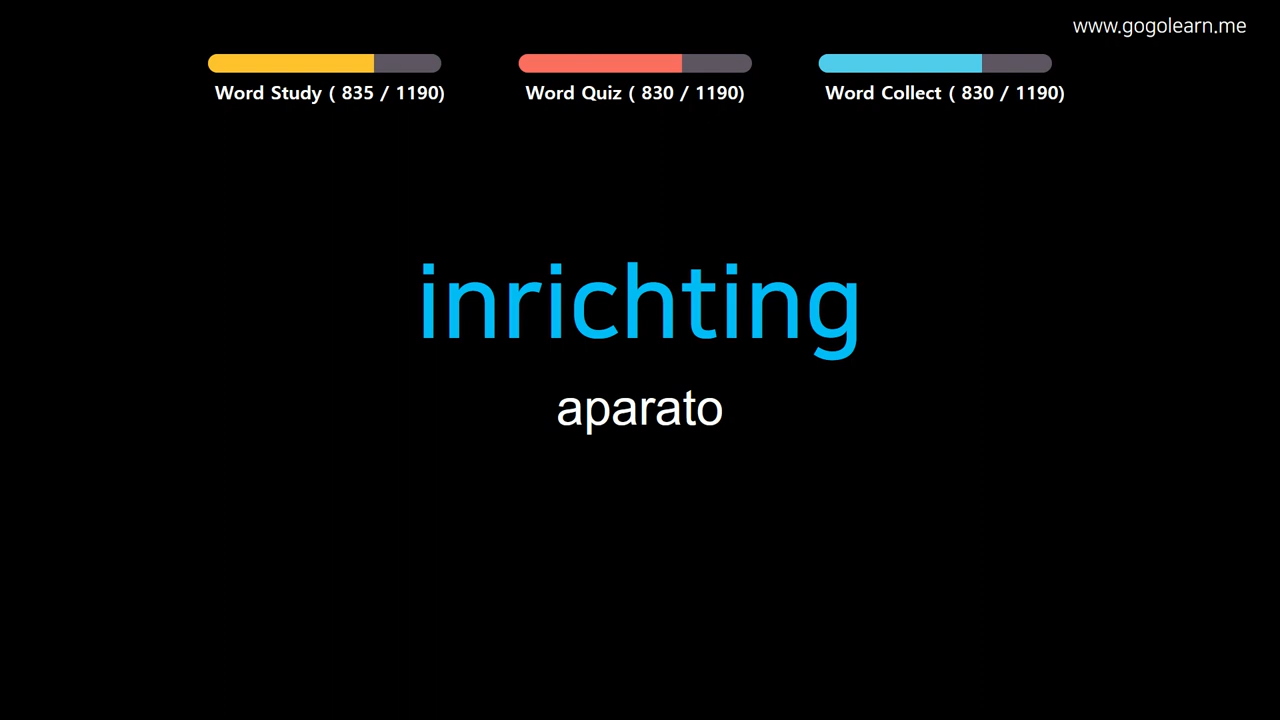 www.gogolearn.me
Word Study ( 835 / 1190)
Word Quiz ( 830 / 1190)
Word Collect ( 830 / 1190)
inrichting
aparato